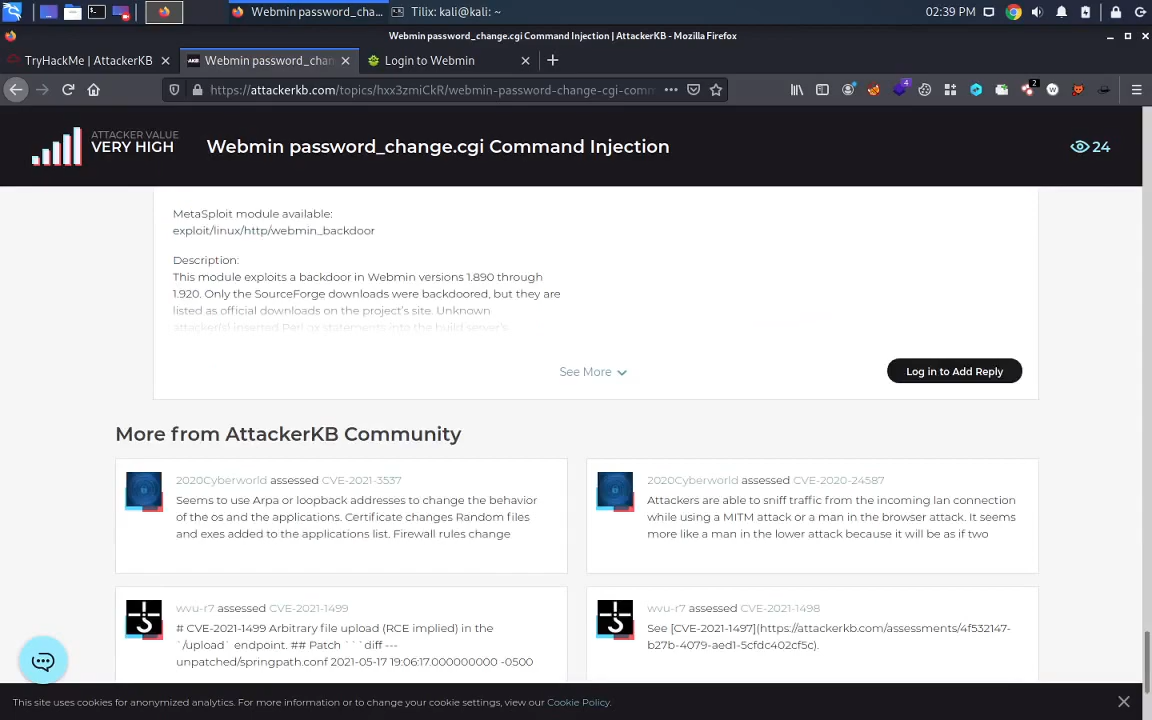 Webmin password_cha...
Tilix: kali@kali: ~
02:39 PM
Webmin password_change.cgi Command Injection | AttackerKB - Mozilla Firefox
TryHackMe | AttackerKB
AKB
Webmin password_chan
Login to Webmin
https://attackerkb.com/topics/hxx3zmiCkR/webmin-password-change-cgi-comm
4
2
ATTACKER VALUE
VERY HIGH
Webmin password_change.cgi Command Injection
24
MetaSploit module available:
exploit/linux/http/webmin_backdoor
Description:
This module exploits a backdoor in Webmin versions 1.890 through
1.920. Only the SourceForge downloads were backdoored, but they are
listed as official downloads on the project's site. Unknown
attacker(s) inserted Perl qx statements into the build server's
See More
Log in to Add Reply
More from AttackerKB Community
2020Cyberworld assessed CVE-2021-3537
Seems to use Arpa or loopback addresses to change the behavior
of the os and the applications. Certificate changes Random files
and exes added to the applications list. Firewall rules change
2020Cyberworld assessed CVE-2020-24587
Attackers are able to sniff traffic from the incoming lan connection
while using a MITM attack or a man in the browser attack. It seems
more like a man in the lower attack because it will be as if two
wvu-r7 assessed CVE-2021-1499
# CVE-2021-1499 Arbitrary file upload (RCE implied) in the
`/upload` endpoint. ## Patch ```diff ---
unpatched/springpath.conf 2021-05-17 19:06:17.000000000 -0500
wvu-r7 assessed CVE-2021-1498
See [CVE-2021-1497](https://attackerkb.com/assessments/4f532147-
b27b-4079-aed1-5cfdc402cf5c).
This site uses cookies for anonymized analytics. For more information or to change your cookie settings, view our Cookie Policy.